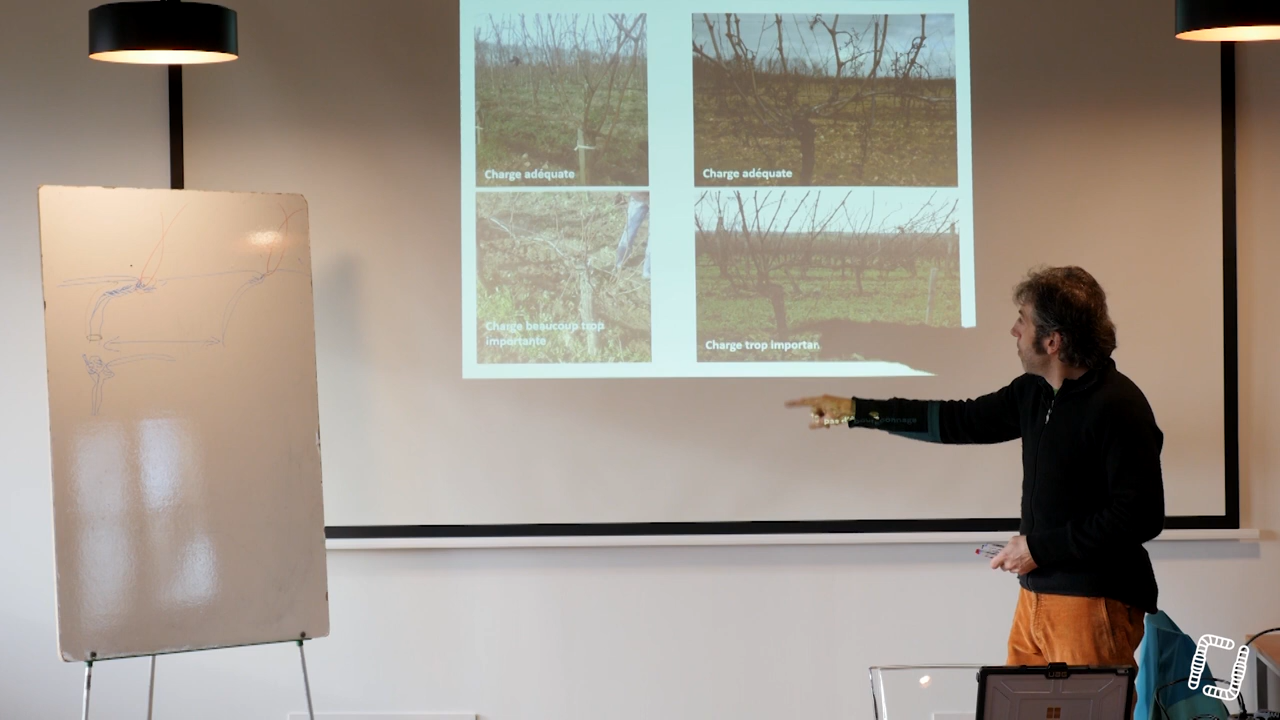 Charge adéquate
Charge adéquate
Charge beaucoup trop
importante
Charge trop importan